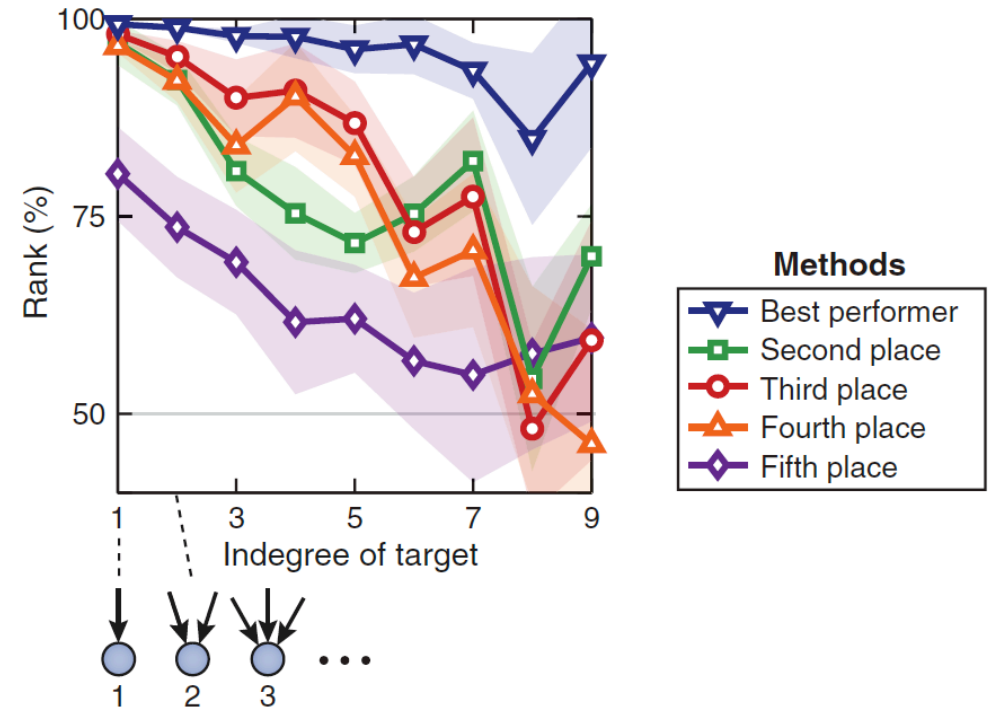 100
75
50
Rank (%)
1 3 5 7 9
Indegree of target
1 2 3
Methods
Best performer
Second place
Third place
Fourth place
Fifth place